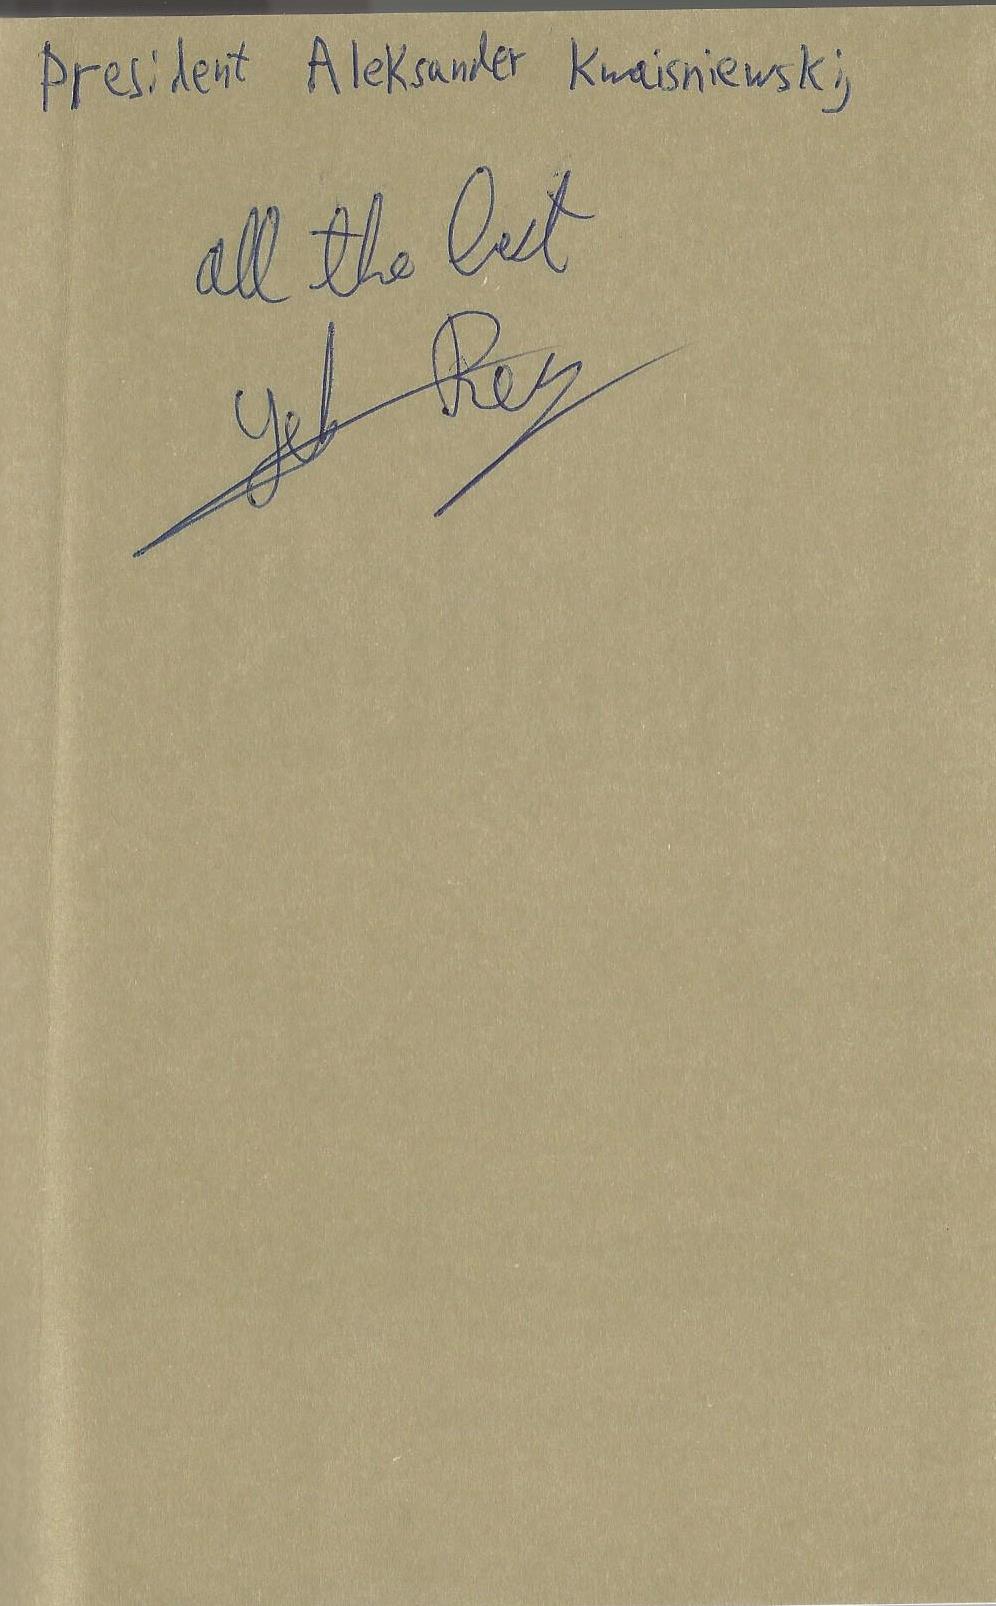 President Aleksander Kwaisniewski,
all the best